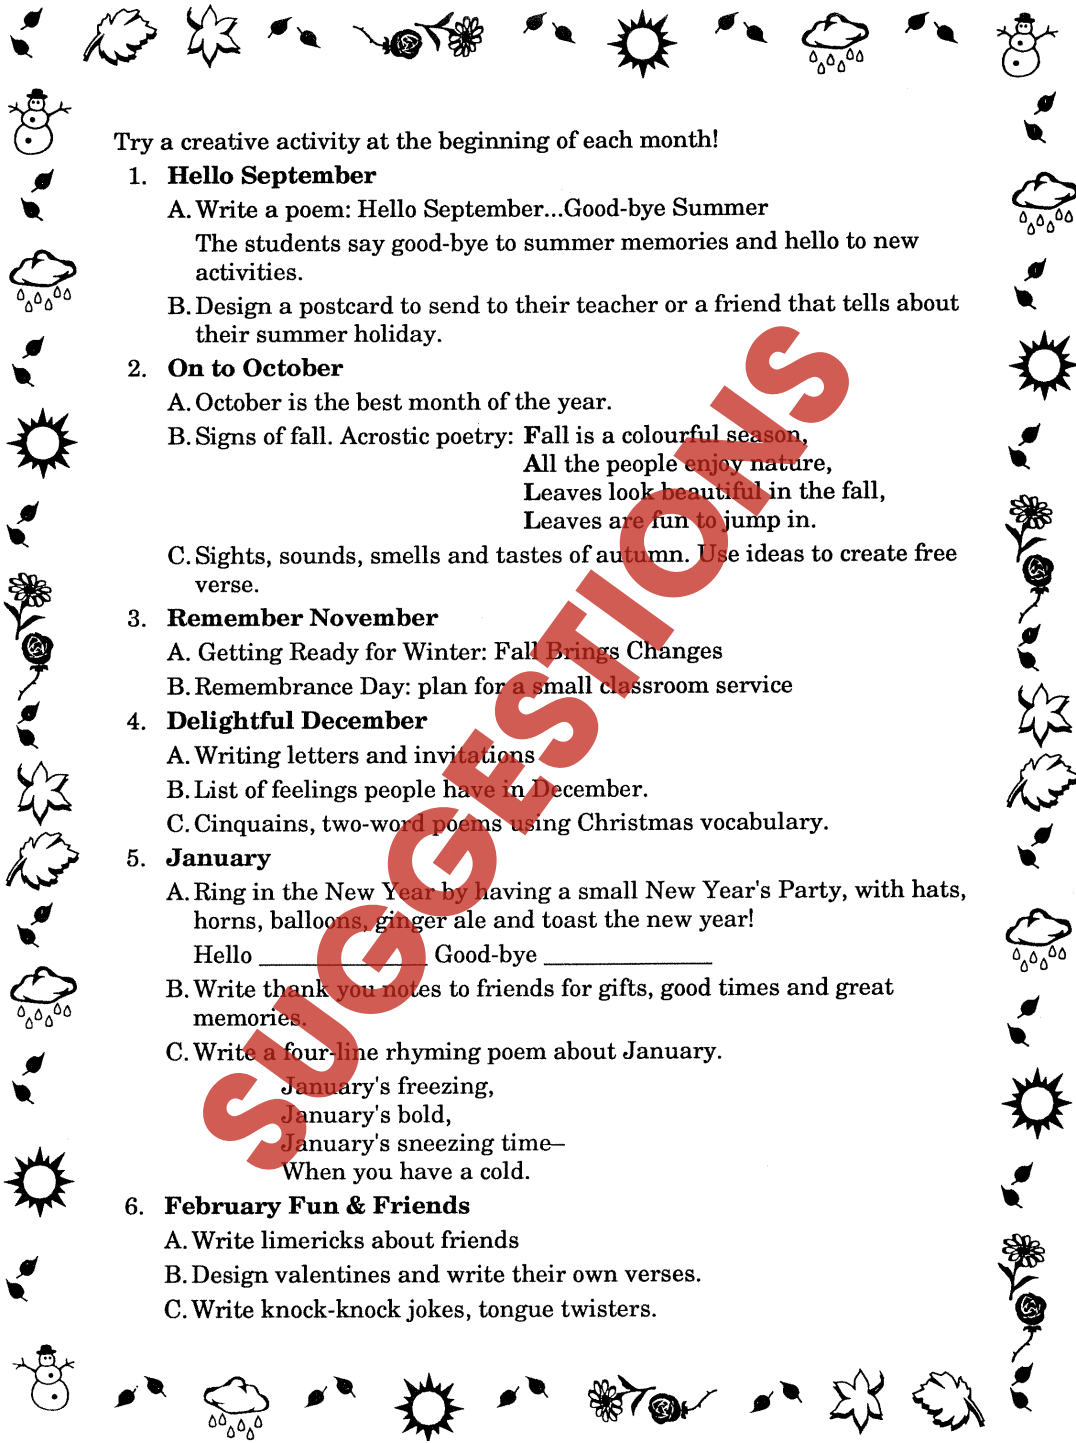 Try a creative activity at the beginning of each month!
1. Hello September
A. Write a poem: Hello September...Good-bye Summer
The students say good-bye to summer memories and hello to new
activities.
B. Design a postcard to send to their teacher or a friend that tells about
their summer holiday.
2. On to October
A. October is the best month of the year.
B. Signs of fall. Acrostic poetry: Fall is a colourful season,
All the people enjoy nature,
Leaves look beautiful in the fall,
Leaves are fun to jump in.
C. Sights, sounds, smells and tastes of autumn. Use ideas to create free
verse.
3. Remember November
A. Getting Ready for Winter: Fall Brings Changes
B. Remembrance Day: plan for a small classroom service
4. Delightful December
A. Writing letters and invitations
B. List of feelings people have in December.
C. Cinquains, two-word poems using Christmas vocabulary.
5. January
A. Ring in the New Year by having a small New Year's Party, with hats,
horns, balloons, ginger ale and toast the new year!
Hello ____________ Good-bye ____________
B. Write thank you notes to friends for gifts, good times and great
memories.
C. Write a four-line rhyming poem about January.
January's freezing,
January's bold,
January's sneezing time–
When you have a cold.
6. February Fun & Friends
A. Write limericks about friends
B. Design valentines and write their own verses.
C. Write knock-knock jokes, tongue twisters.
SUGGESTIONS